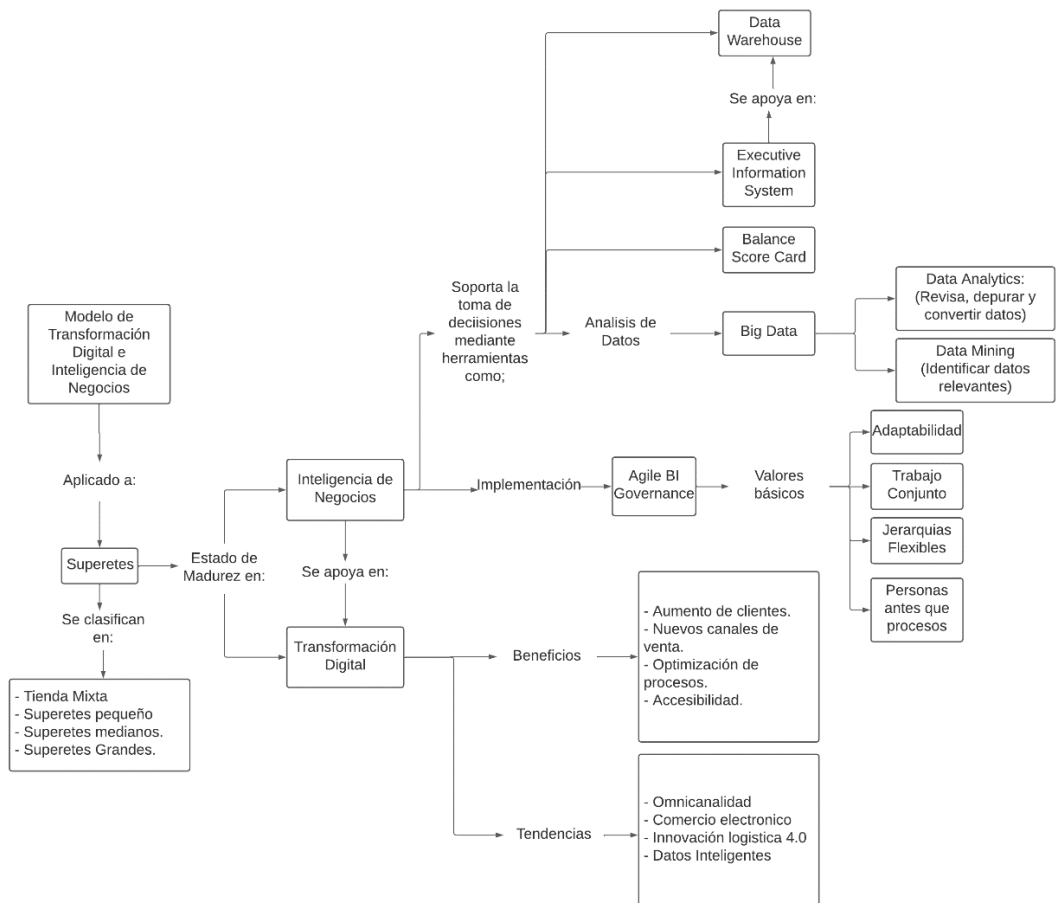 Data
Warehouse
Se apoya en:
Executive
Information
System
Balance
Score Card
Soporta la
toma de
deciisiones
mediante
herramientas
como;
Analisis de
Datos
Big Data
Data Analytics:
(Revisa, depurar y
convertir datos)
Data Mining
(Identificar datos
relevantes)
Modelo de
Transformación
Digital e
Inteligencia de
Negocios
Aplicado a:
Superetes
Se clasifican
en:
- Tienda Mixta
- Superetes pequeño
- Superetes medianos.
- Superetes Grandes.
Estado de
Madurez en:
Inteligencia de
Negocios
Se apoya en:
Transformación
Digital
Implementación
Agile BI
Governance
Valores
básicos
Adaptabilidad
Trabajo
Conjunto
Jerarquias
Flexibles
Personas
antes que
procesos
Beneficios
- Aumento de clientes.
- Nuevos canales de
venta.
- Optimización de
procesos.
- Accesibilidad.
Tendencias
- Omnicanalidad
- Comercio electronico
- Innovación logistica 4.0
- Datos Inteligentes